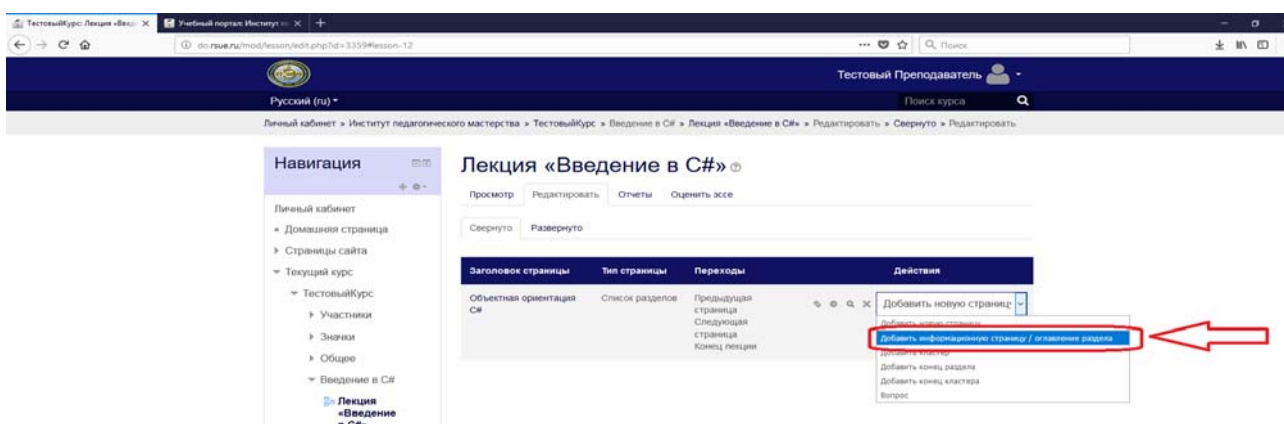 ТестовыйКурс: Лекция «Введе
Учебный портал: Институт
do.rsue.ru/mod/lesson/edit.php?id=3359#lesson-12
Поиск
Тестовый Преподаватель
Русский (ru)
Поиск курса
Личный кабинет » Институт педагогического мастерства » ТестовыйКурс » Введение в C# » Лекция «Введение в C#» » Редактировать » Свернуто » Редактировать
Навигация
Личный кабинет
Домашняя страница
Страницы сайта
Текущий курс
ТестовыйКурс
Участники
Значки
Общее
Введение в C#
Лекция
«Введение
в C#»
Лекция «Введение в C#»
Просмотр Редактировать Отчеты Оценить эссе
Свернуто Развернуто
Заголовок страницы Тип страницы Переходы Действия
Объектная ориентация
C#
Список разделов
Предыдущая
страница
Следующая
страница
Конец лекции
Добавить новую страниц
Добавить новую страницу
Добавить информационную страницу / оглавление раздела
Добавить кластер
Добавить конец раздела
Добавить конец кластера
Вопрос